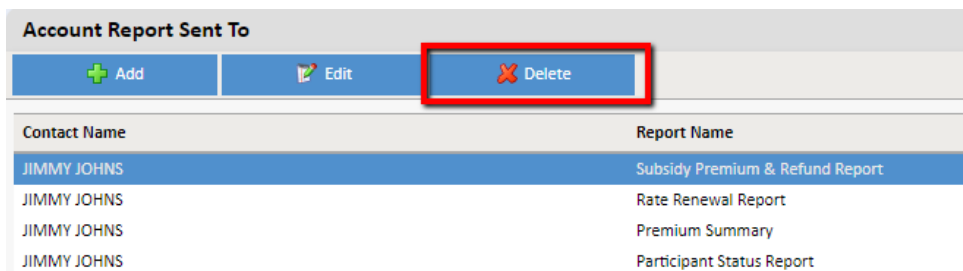 Account Report Sent To
Add Edit Delete
Contact Name Report Name
JIMMY JOHNS Subsidy Premium & Refund Report
JIMMY JOHNS Rate Renewal Report
JIMMY JOHNS Premium Summary
JIMMY JOHNS Participant Status Report